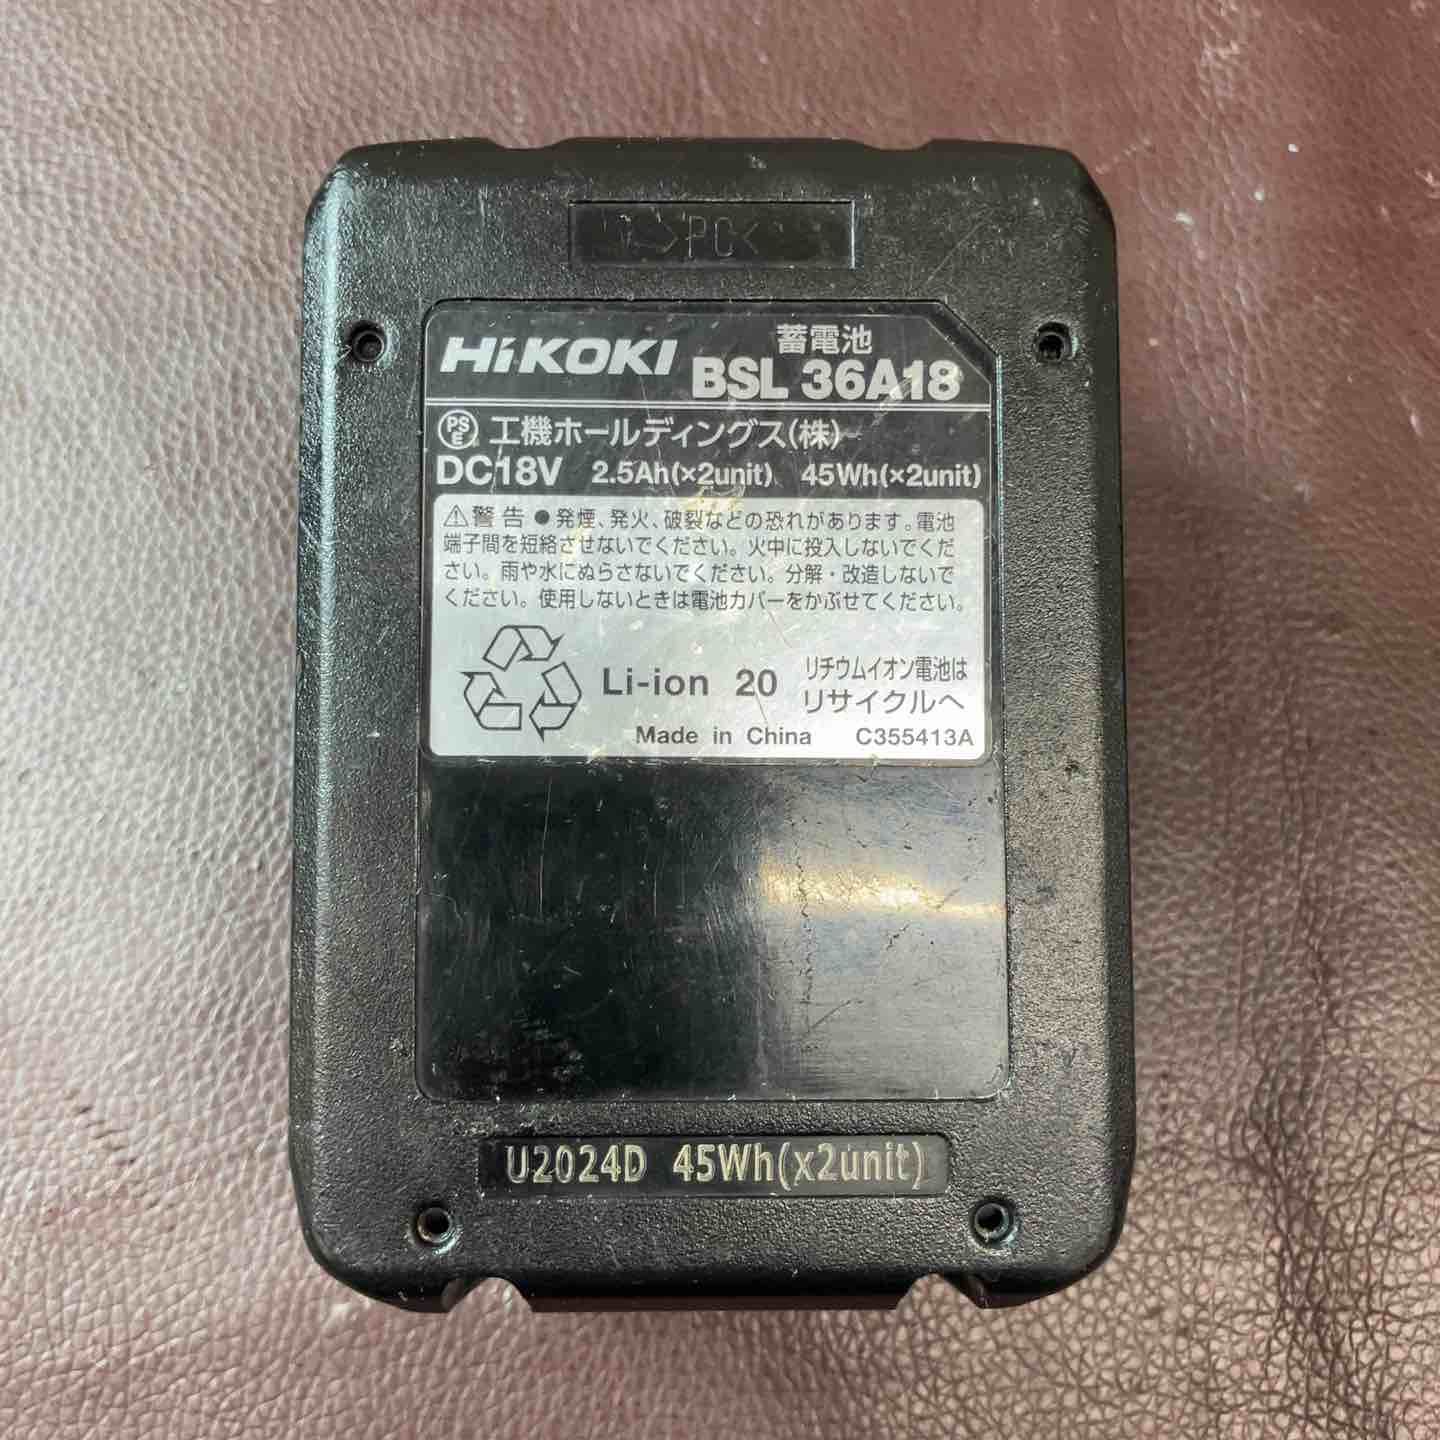 >PC<
HiKOKI
蓄電池
BSL 36A18
PSE 工機ホールディングス(株)
DC18V 2.5Ah(×2unit) 45Wh(×2unit)
⚠警告 ●発煙、発火、破裂などの恐れがあります。電池
端子間を短絡させないでください。火中に投入しないでくだ
さい。雨や水にぬらさないでください。分解・改造しないで
ください。使用しないときは電池カバーをかぶせてください。
Li-ion 20
リチウムイオン電池は
リサイクルへ
Made in China C355413A
U2024D 45Wh(x2unit)